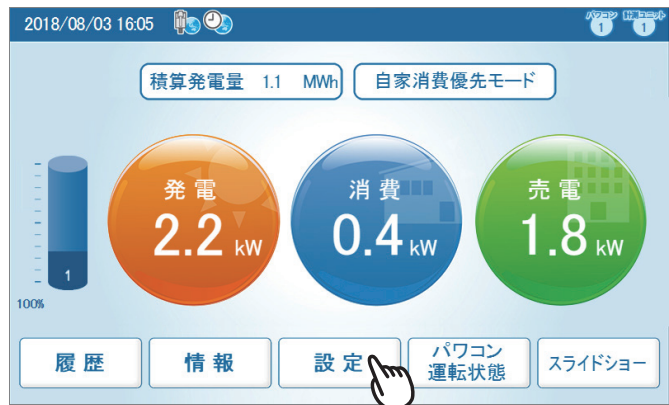 2018/08/03 16:05
パワコン 1
計測ユニット 1
積算発電量 1.1 MWh
自家消費優先モード
発電 2.2 kW
消費 0.4 kW
売電 1.8 kW
1
100%
履歴
情報
設定
パワコン
運転状態
スライドショー